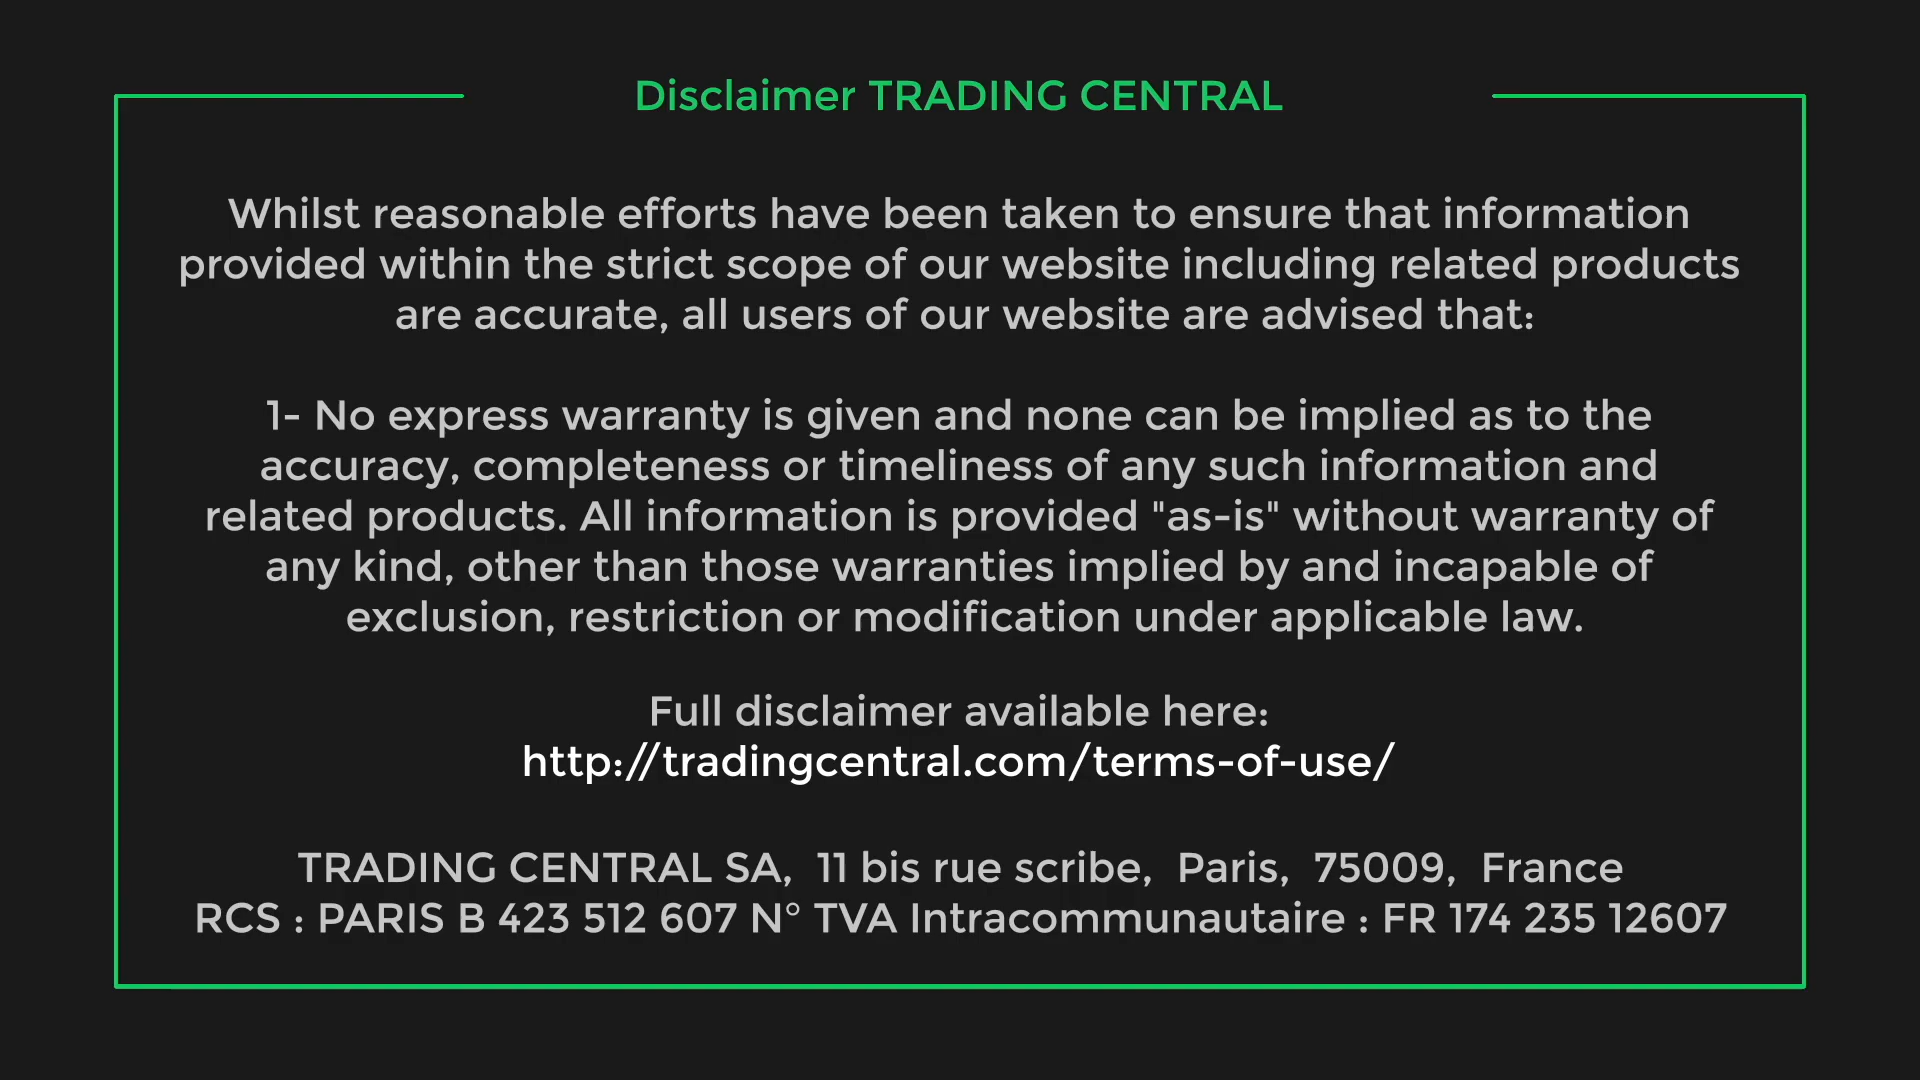 Disclaimer TRADING CENTRAL
Whilst reasonable efforts have been taken to ensure that information
provided within the strict scope of our website including related products
are accurate, all users of our website are advised that:
1- No express warranty is given and none can be implied as to the
accuracy, completeness or timeliness of any such information and
related products. All information is provided "as-is" without warranty of
any kind, other than those warranties implied by and incapable of
exclusion, restriction or modification under applicable law.
Full disclaimer available here:
http://tradingcentral.com/terms-of-use/
TRADING CENTRAL SA,  11 bis rue scribe,  Paris,  75009,  France
RCS : PARIS B 423 512 607 N° TVA Intracommunautaire : FR 174 235 12607